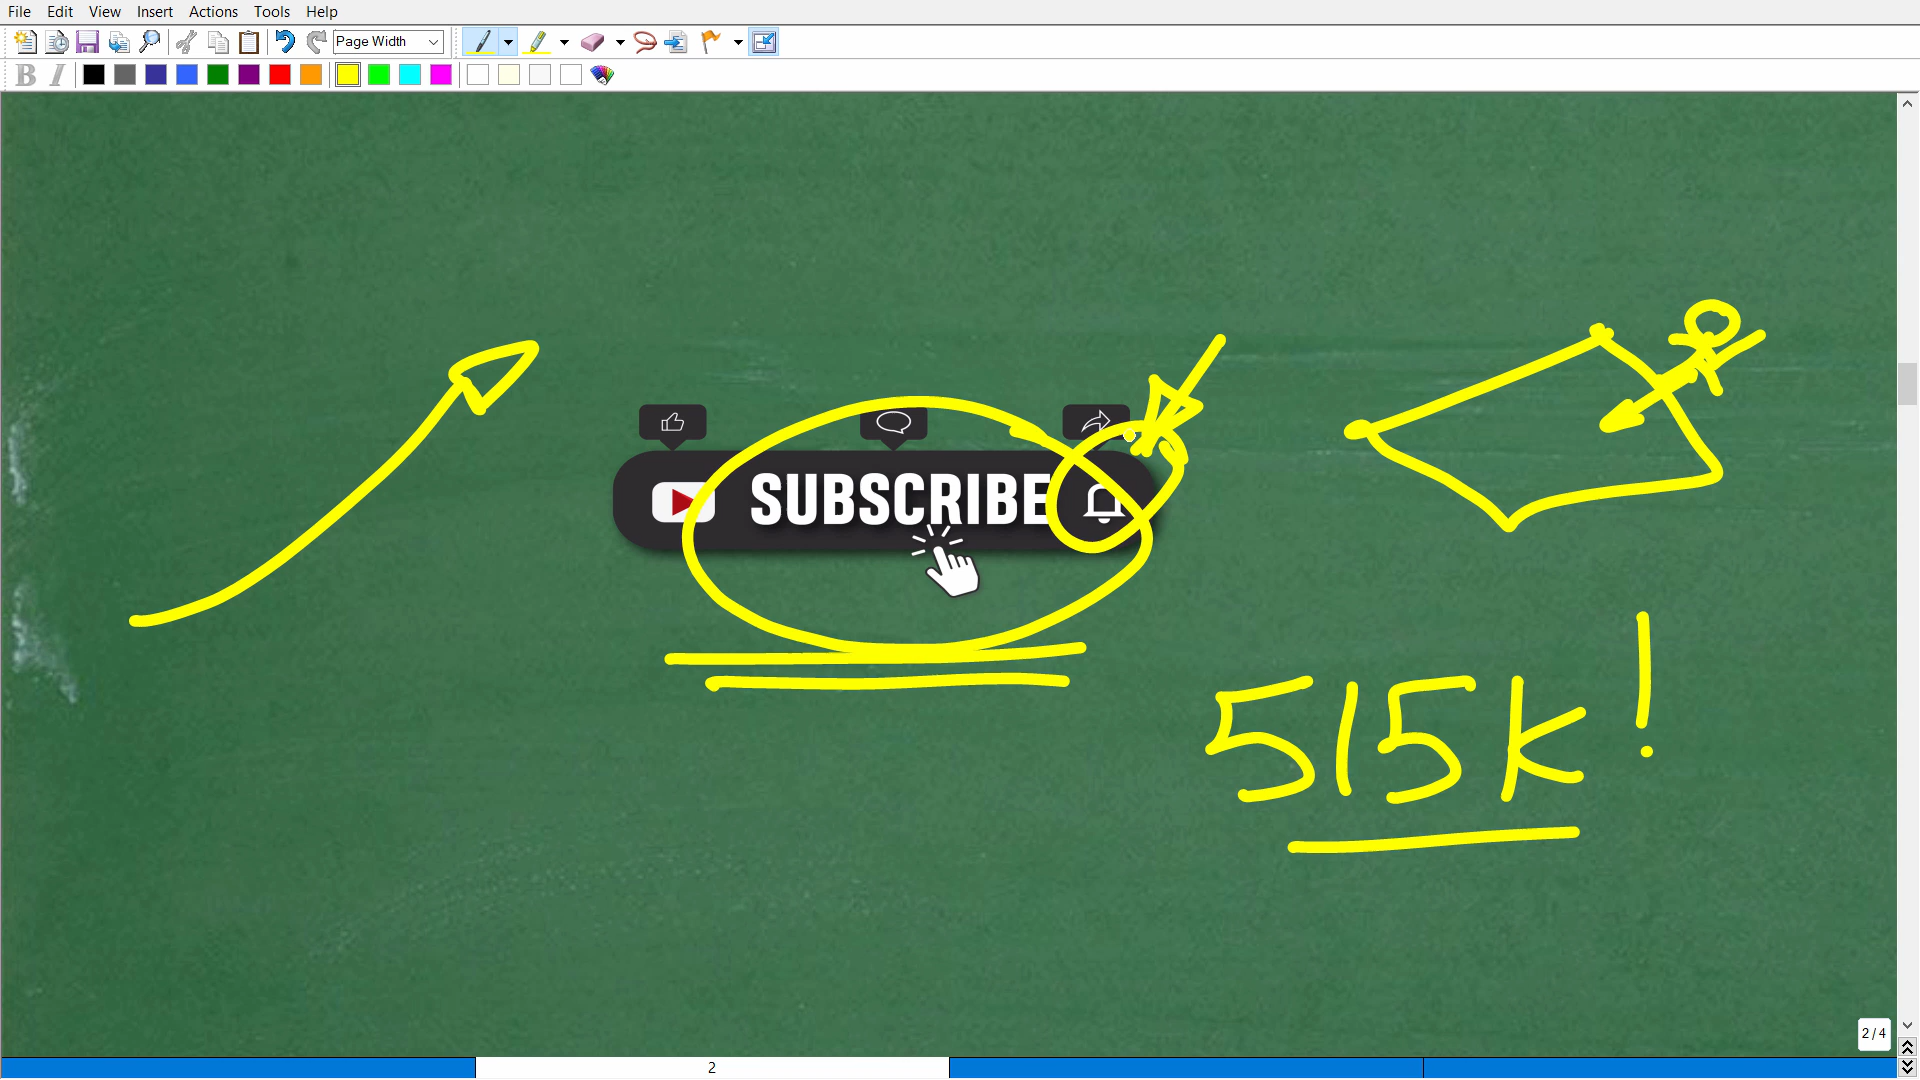 File Edit View Insert Actions Tools Help
Page Width
B I
SUBSCRIBE
515k!
2 / 4
2